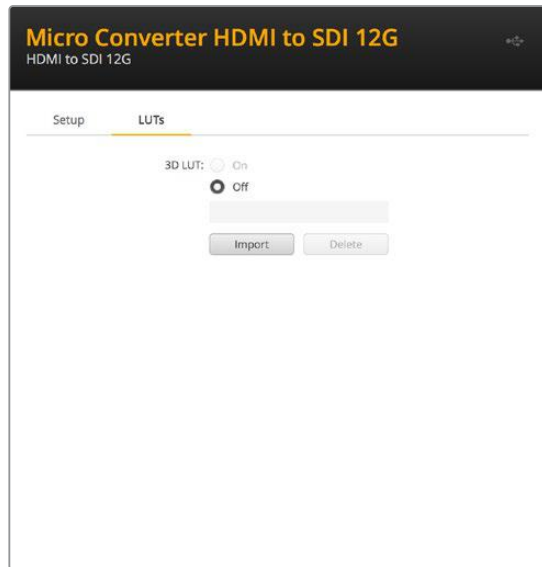 Micro Converter HDMI to SDI 12G
HDMI to SDI 12G
Setup LUTs
3D LUT: On
Off
Import Delete